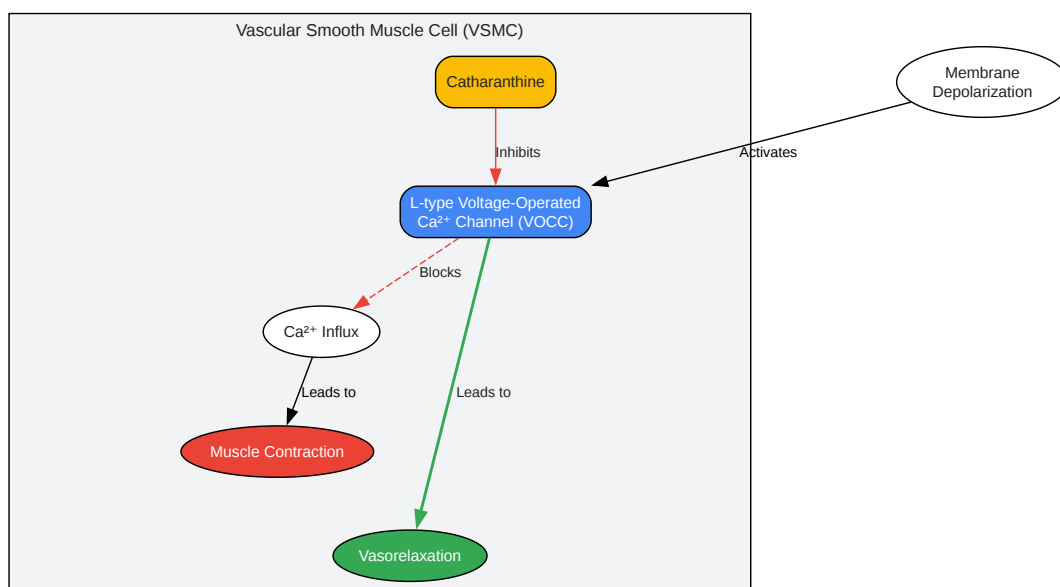 Vascular Smooth Muscle Cell (VSMC)
Catharanthine
Membrane
Depolarization
Inhibits
Activates
L-type Voltage-Operated
Ca²⁺ Channel (VOCC)
Blocks
Ca²⁺ Influx
Leads to
Leads to
Muscle Contraction
Vasorelaxation